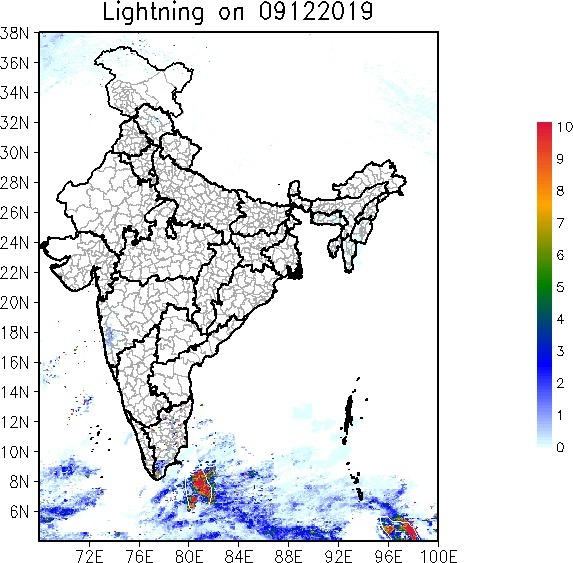 Lightning on 09122019
38N
36N
34N
32N
30N
28N
26N
24N
22N
20N
18N
16N
14N
12N
10N
8N
6N
72E 76E 80E 84E 88E 92E 96E 100E
10
9
8
7
6
5
4
3
2
1
0